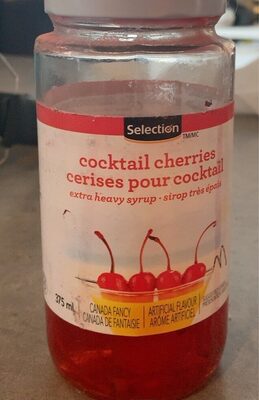 Selection
TM/MC
cocktail cherries
cerises pour cocktail
extra heavy syrup · sirop très épais
375 ml
CANADA FANCY
CANADA DE FANTAISIE
ARTIFICIAL FLAVOUR
ARÔME ARTIFICIEL